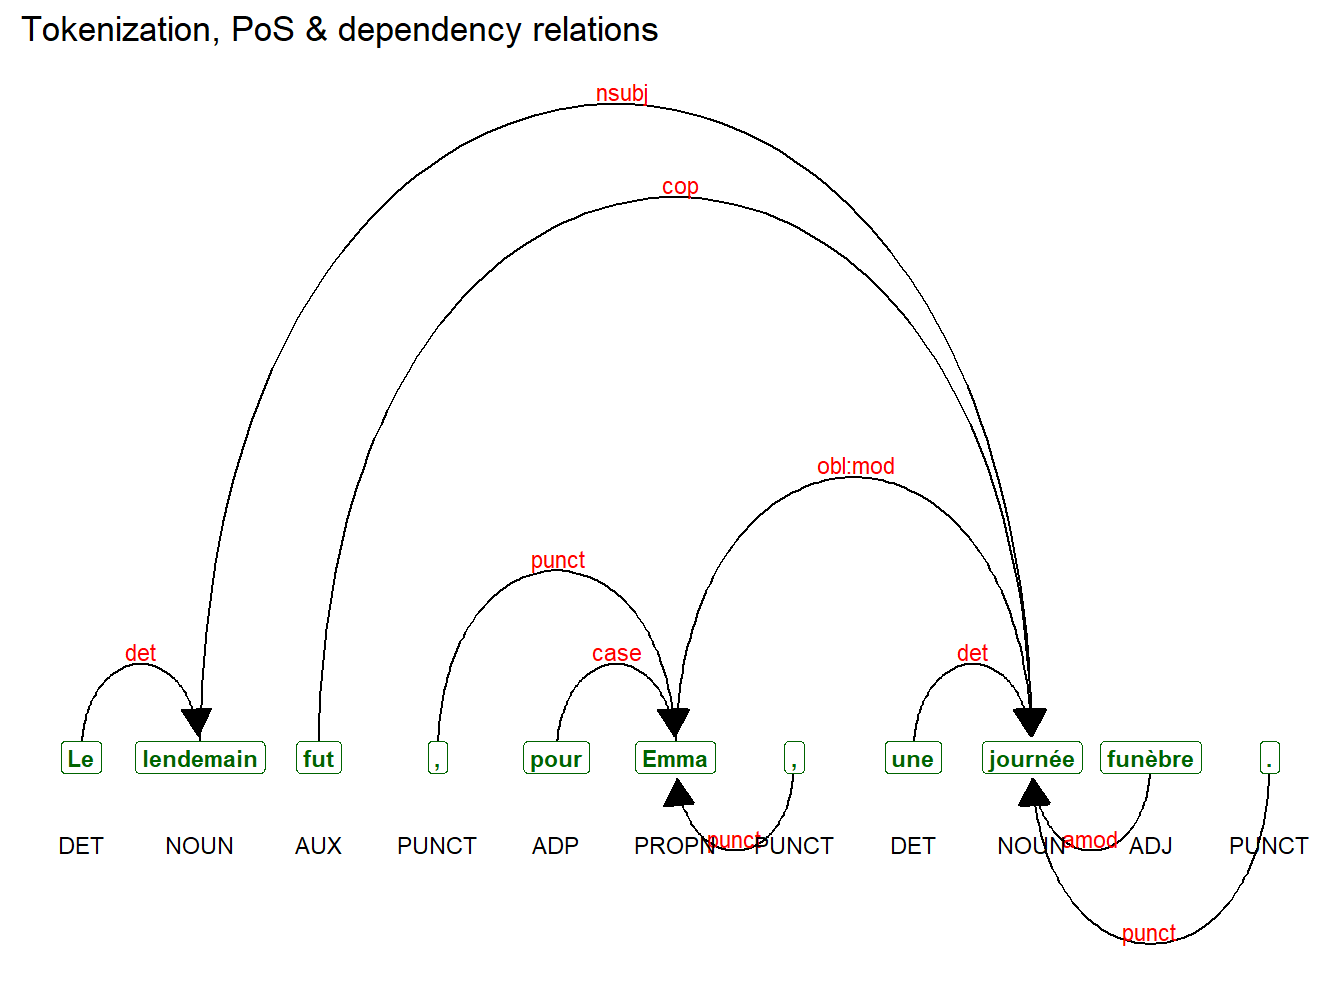 Tokenization, PoS & dependency relations
nsubj
cop
obl:mod
punct
det case det
Le lendemain fut , pour Emma , une journée funèbre .
DET NOUN AUX PUNCT ADP PROPN punct PUNCT DET NOUN amod ADJ PUNCT
punct